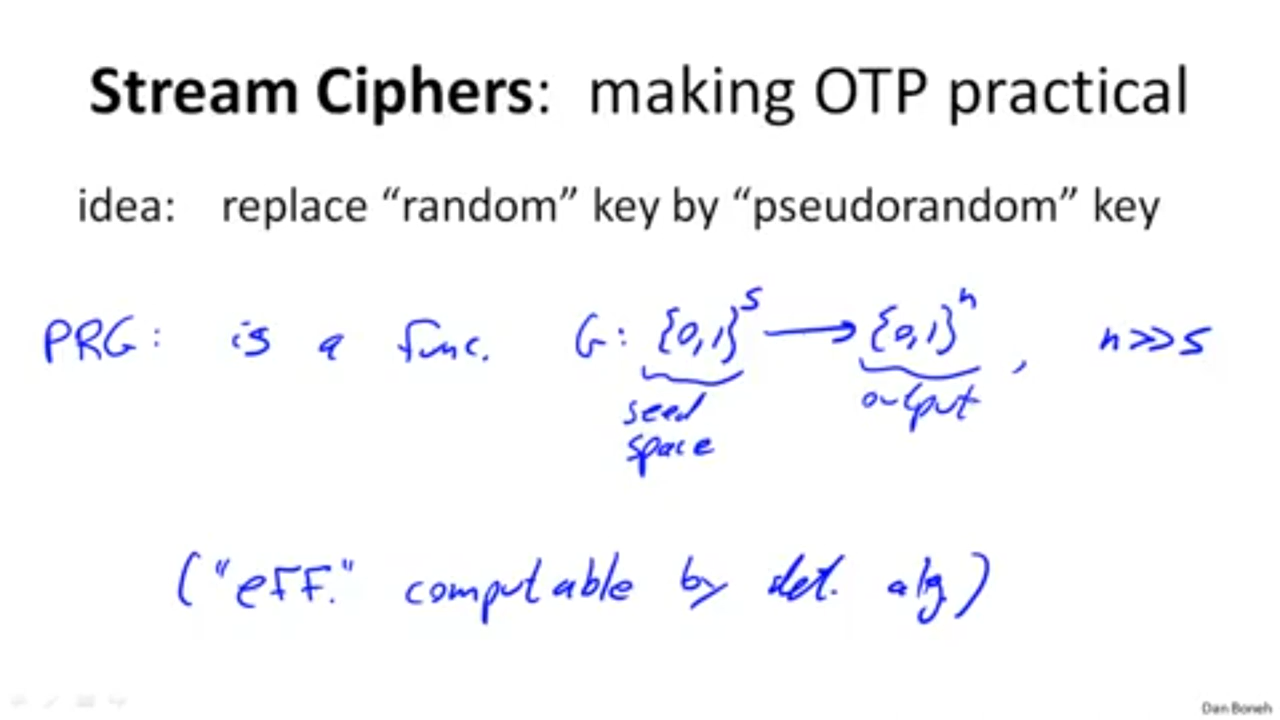 Stream Ciphers: making OTP practical
idea: replace “random” key by “pseudorandom” key
PRG: is a func. G: {0,1}^s ⟶ {0,1}^n , n>>s
seed output
space
("eff." computable by det. alg)
Dan Boneh